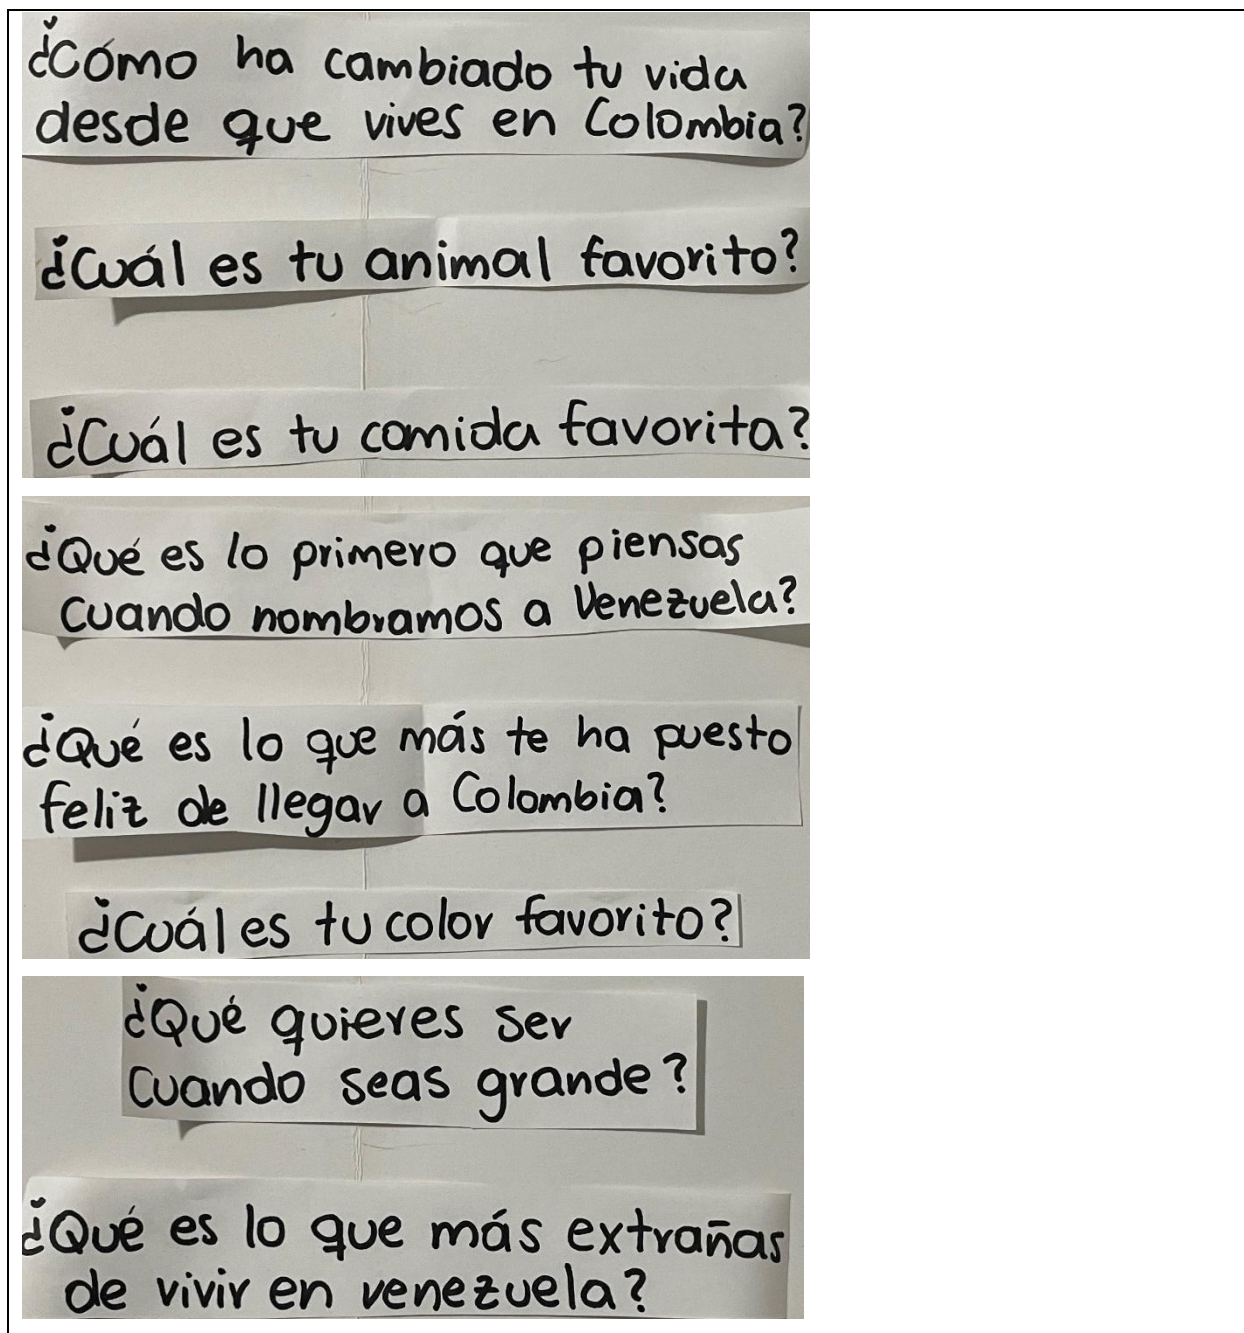 ¿Cómo ha cambiado tu vida
desde que vives en Colombia?
¿Cuál es tu animal favorito?
¿Cuál es tu comida favorita?
¿Qué es lo primero que piensas
cuando nombramos a Venezuela?
¿Qué es lo que más te ha puesto
feliz de llegar a Colombia?
¿Cuál es tu color favorito?
¿Qué quieres ser
cuando seas grande?
¿Qué es lo que más extrañas
de vivir en venezuela?